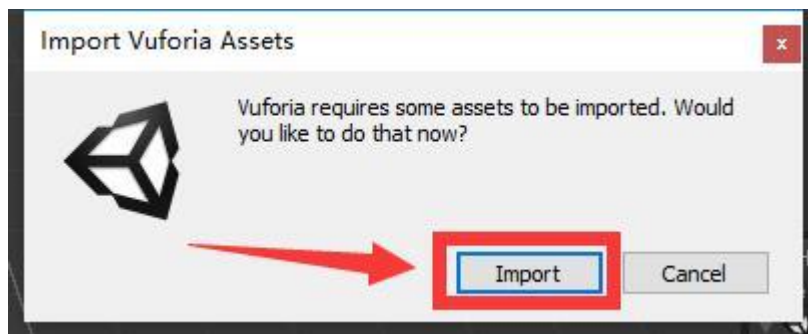 Import Vuforia Assets
x
Vuforia requires some assets to be imported. Would
you like to do that now?
Import
Cancel